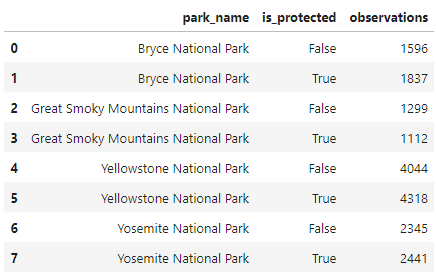 park_name is_protected observations
0 Bryce National Park False 1596
1 Bryce National Park True 1837
2 Great Smoky Mountains National Park False 1299
3 Great Smoky Mountains National Park True 1112
4 Yellowstone National Park False 4044
5 Yellowstone National Park True 4318
6 Yosemite National Park False 2345
7 Yosemite National Park True 2441